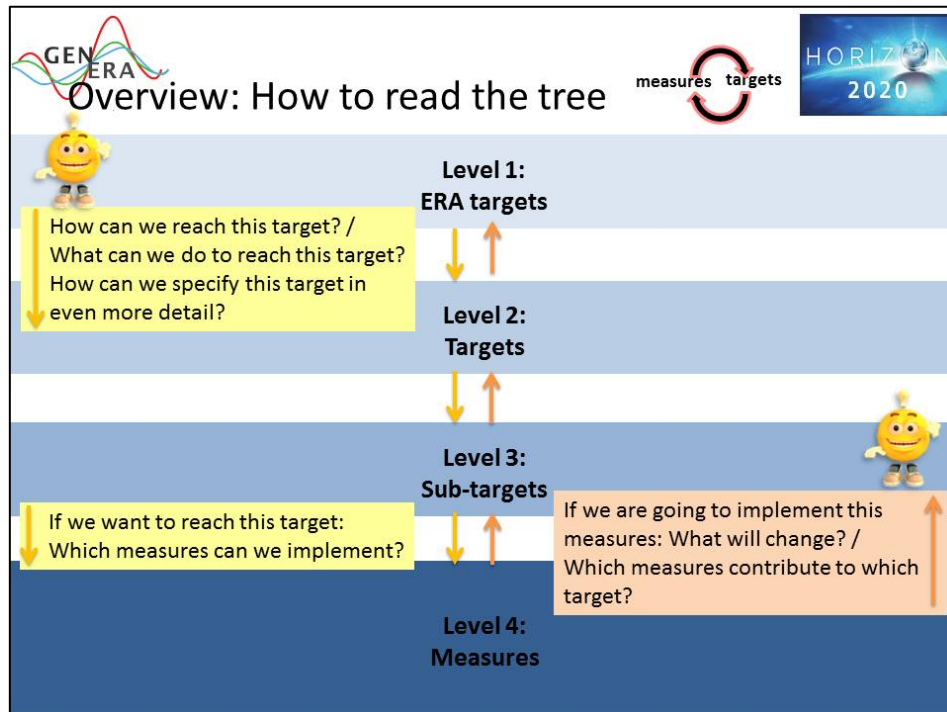 GENERA
Overview: How to read the tree
measures targets
HORIZON
2020
Level 1:
ERA targets
How can we reach this target? /
What can we do to reach this target?
How can we specify this target in
even more detail?
Level 2:
Targets
Level 3:
Sub-targets
If we want to reach this target:
Which measures can we implement?
If we are going to implement this
measures: What will change? /
Which measures contribute to which
target?
Level 4:
Measures